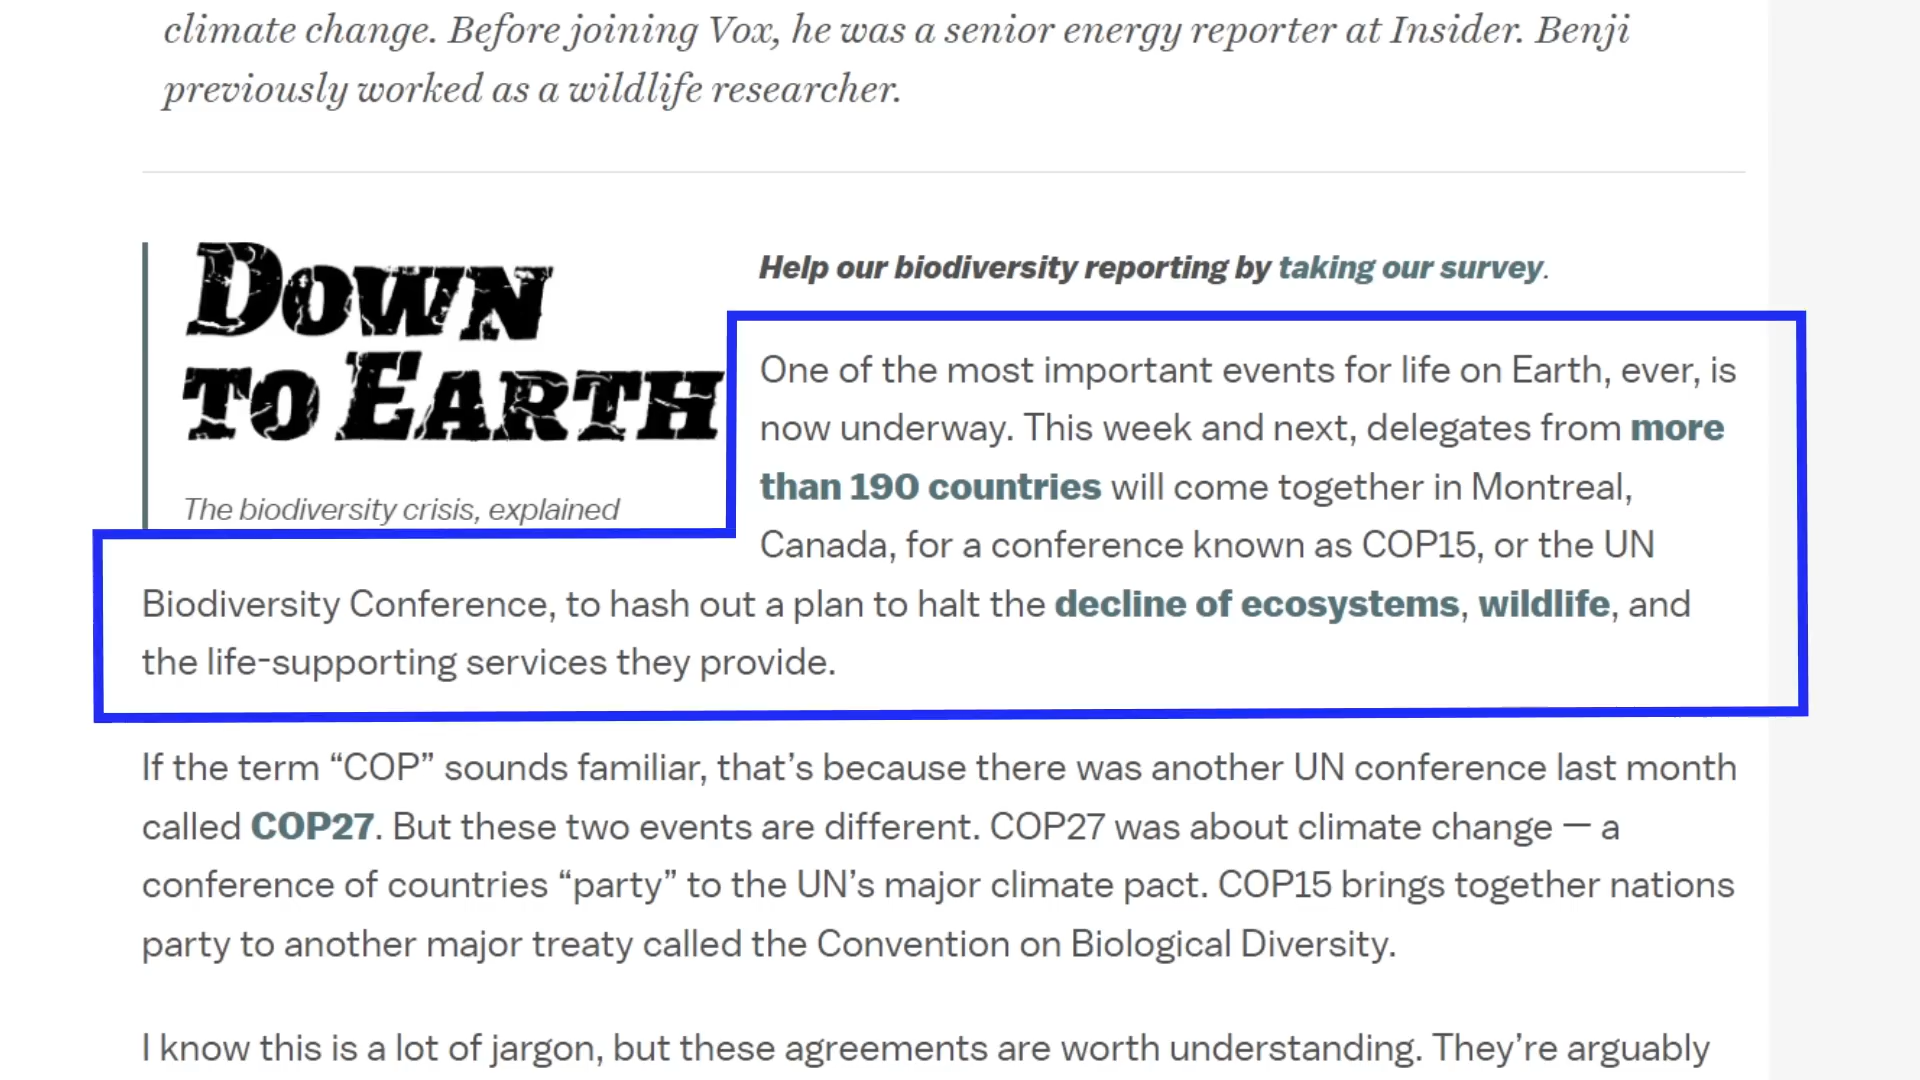 climate change. Before joining Vox, he was a senior energy reporter at Insider. Benji
previously worked as a wildlife researcher.
DOWN
TO EARTH
The biodiversity crisis, explained
Help our biodiversity reporting by taking our survey.
One of the most important events for life on Earth, ever, is
now underway. This week and next, delegates from more
than 190 countries will come together in Montreal,
Canada, for a conference known as COP15, or the UN
Biodiversity Conference, to hash out a plan to halt the decline of ecosystems, wildlife, and
the life-supporting services they provide.
If the term “COP” sounds familiar, that’s because there was another UN conference last month
called COP27. But these two events are different. COP27 was about climate change — a
conference of countries “party” to the UN’s major climate pact. COP15 brings together nations
party to another major treaty called the Convention on Biological Diversity.
I know this is a lot of jargon, but these agreements are worth understanding. They’re arguably